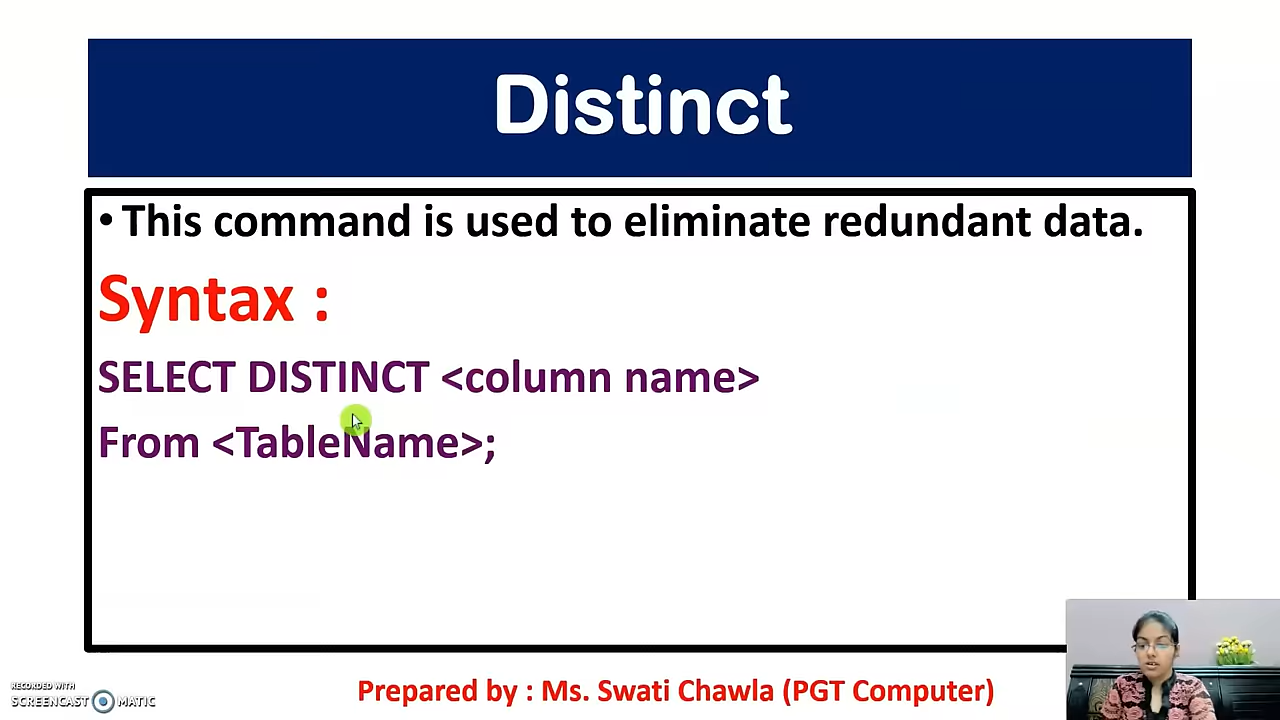 Distinct
• This command is used to eliminate redundant data.
Syntax :
SELECT DISTINCT <column name>
From <TableName>;
Prepared by : Ms. Swati Chawla (PGT Computer)
RECORDED WITH
SCREENCAST MATIC